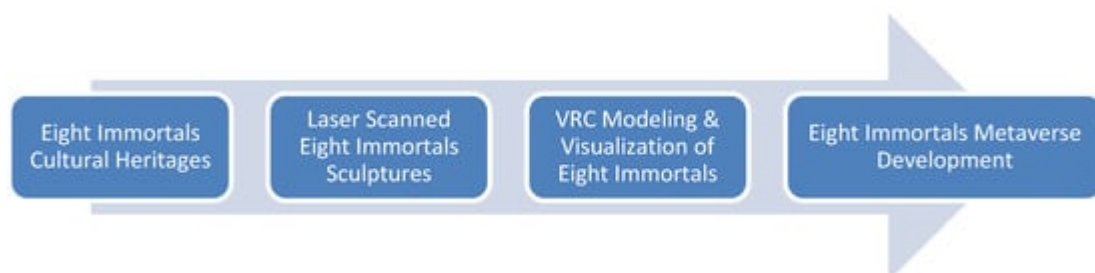 Eight Immortals
Cultural Heritages
Laser Scanned
Eight Immortals
Sculptures
VRC Modeling &
Visualization of
Eight Immortals
Eight Immortals Metaverse
Development